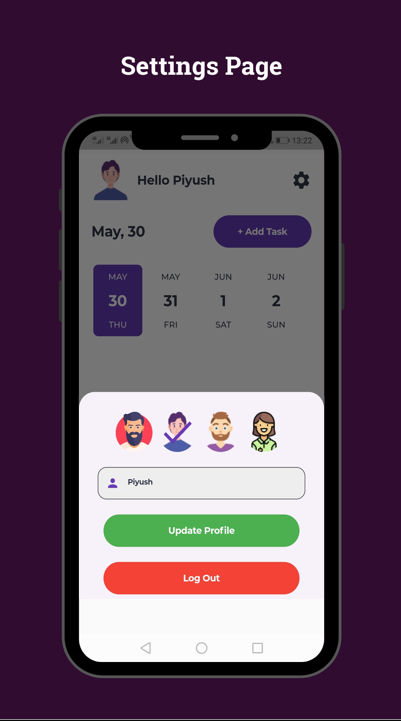 Settings Page
13:22
Hello Piyush
May, 30
+ Add Task
MAY MAY JUN JUN
30 31 1 2
THU FRI SAT SUN
Piyush
Update Profile
Log Out